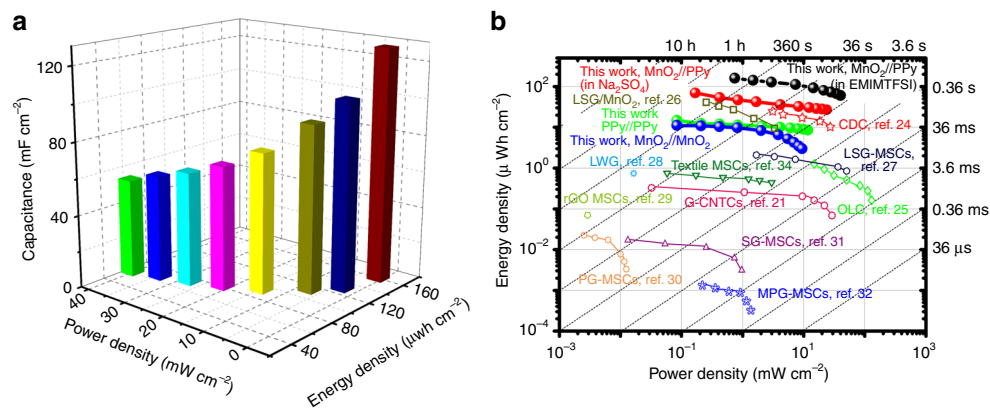 a
Capacitance (mF cm⁻²)
120
80
40
0
40
30
20
10
0
Power density (mW cm⁻²)
40
80
120
160
Energy density (μwh cm⁻²)
b
10 h 1 h 360 s 36 s 3.6 s
0.36 s
36 ms
3.6 ms
0.36 ms
36 μs
Energy density (μ Wh cm⁻²)
10²
10⁰
10⁻²
10⁻⁴
10⁻³ 10⁻¹ 10¹ 10³
Power density (mW cm⁻²)
This work, MnO₂//PPy
(in Na₂SO₄)
This work, MnO₂//PPy
(in EMIMTFSI)
LSG/MnO₂, ref. 26
This work
PPy//PPy
CDC, ref. 24
This work, MnO₂//MnO₂
LSG-MSCs,
ref. 27
LWG, ref. 28
Textile MSCs, ref. 34
rGO MSCs, ref. 29
G-CNTCs, ref. 21
OLC, ref. 25
SG-MSCs, ref. 31
PG-MSCs, ref. 30
MPG-MSCs, ref. 32